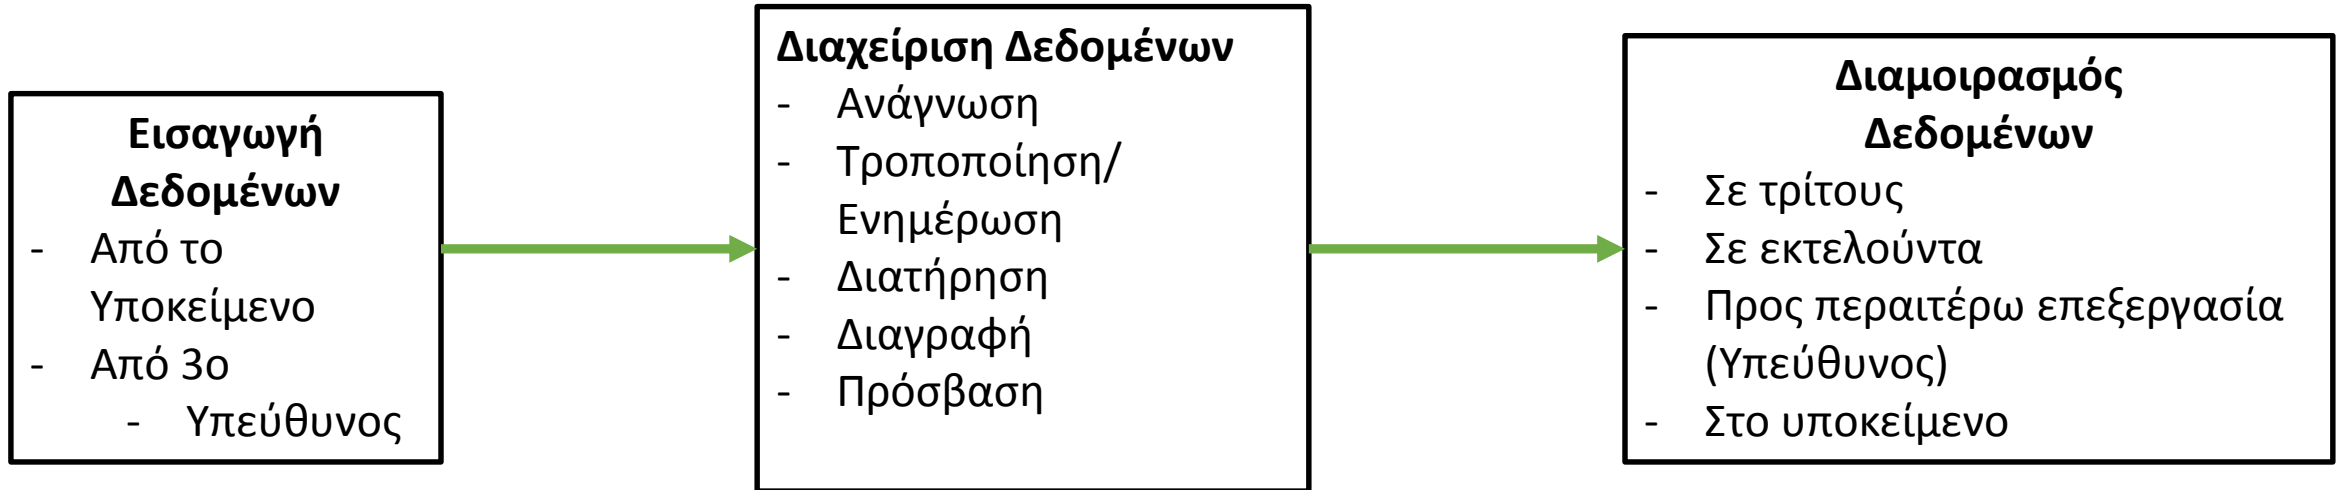 Εισαγωγή
Δεδομένων
- Από το
Υποκείμενο
- Από 3ο
- Υπεύθυνος
Διαχείριση Δεδομένων
- Ανάγνωση
- Τροποποίηση/
Ενημέρωση
- Διατήρηση
- Διαγραφή
- Πρόσβαση
Διαμοιρασμός
Δεδομένων
- Σε τρίτους
- Σε εκτελούντα
- Προς περαιτέρω επεξεργασία
(Υπεύθυνος)
- Στο υποκείμενο